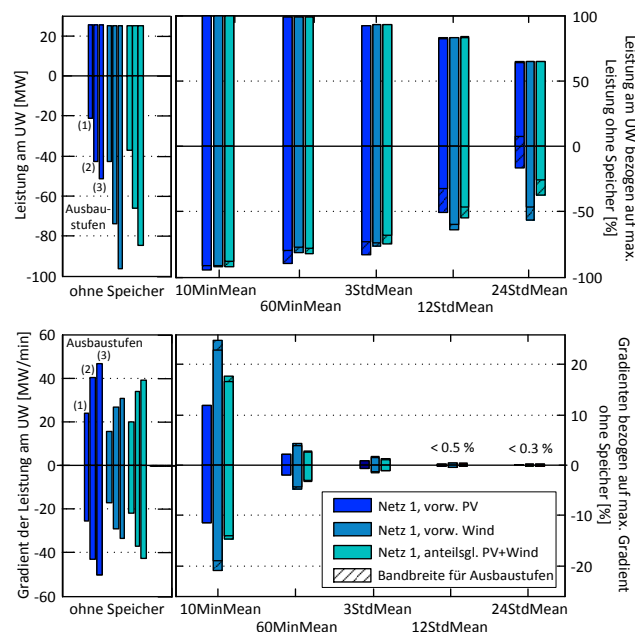 Leistung am UW [MW]
20
0
-20
-40
-60
-80
-100
(1)
(2)
(3)
Ausbau-
stufen
ohne Speicher
10MinMean
60MinMean
3StdMean
12StdMean
24StdMean
100
50
0
-50
-100
Leistung am UW bezogen auf max.
Leistung ohne Speicher [%]
Gradient der Leistung am UW [MW/min]
60
40
20
0
-20
-40
-60
Ausbaustufen
(1)
(2)
(3)
ohne Speicher
< 0.5 %
< 0.3 %
Netz 1, vorw. PV
Netz 1, vorw. Wind
Netz 1, anteilsgl. PV+Wind
Bandbreite für Ausbaustufen
10MinMean
60MinMean
3StdMean
12StdMean
24StdMean
20
10
0
-10
-20
Gradienten bezogen auf max. Gradient
ohne Speicher [%]